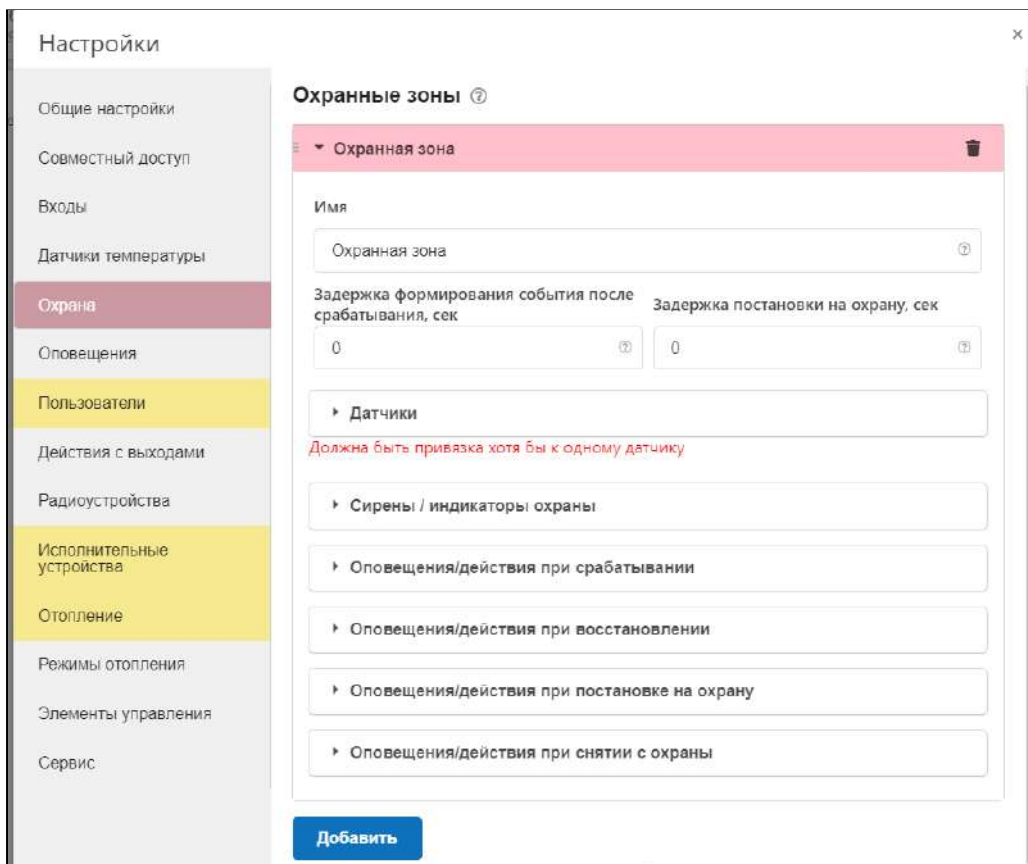 Настройки
×
Общие настройки
Совместный доступ
Входы
Датчики температуры
Охрана
Оповещения
Пользователи
Действия с выходами
Радиоустройства
Исполнительные
устройства
Отопление
Режимы отопления
Элементы управления
Сервис
Охранные зоны ?
Охранная зона
Имя
Охранная зона ?
Задержка формирования события после
срабатывания, сек
0 ?
Задержка постановки на охрану, сек
0 ?
Датчики
Должна быть привязка хотя бы к одному датчику
Сирены / индикаторы охраны
Оповещения/действия при срабатывании
Оповещения/действия при восстановлении
Оповещения/действия при постановке на охрану
Оповещения/действия при снятии с охраны
Добавить